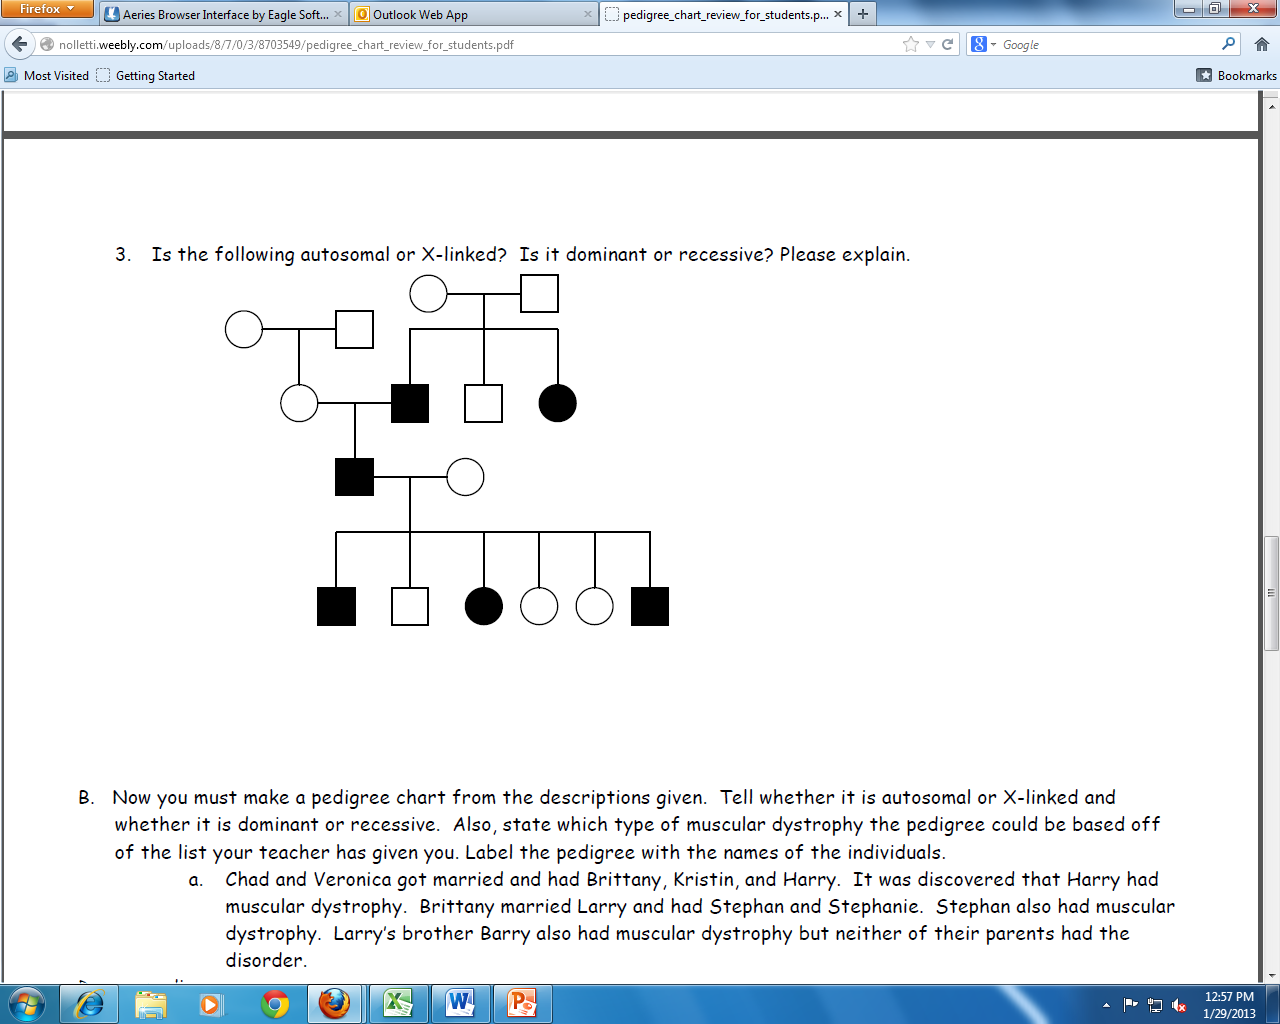 Firefox
Aeries Browser Interface by Eagle Soft...
Outlook Web App
pedigree_chart_review_for_students.p...
nolletti.weebly.com/uploads/8/7/0/3/8703549/pedigree_chart_review_for_students.pdf
Google
Most Visited
Getting Started
Bookmarks
3. Is the following autosomal or X-linked? Is it dominant or recessive? Please explain.
B. Now you must make a pedigree chart from the descriptions given. Tell whether it is autosomal or X-linked and
whether it is dominant or recessive. Also, state which type of muscular dystrophy the pedigree could be based off
of the list your teacher has given you. Label the pedigree with the names of the individuals.
a. Chad and Veronica got married and had Brittany, Kristin, and Harry. It was discovered that Harry had
muscular dystrophy. Brittany married Larry and had Stephan and Stephanie. Stephan also had muscular
dystrophy. Larry's brother Barry also had muscular dystrophy but neither of their parents had the
disorder.
12:57 PM
1/29/2013